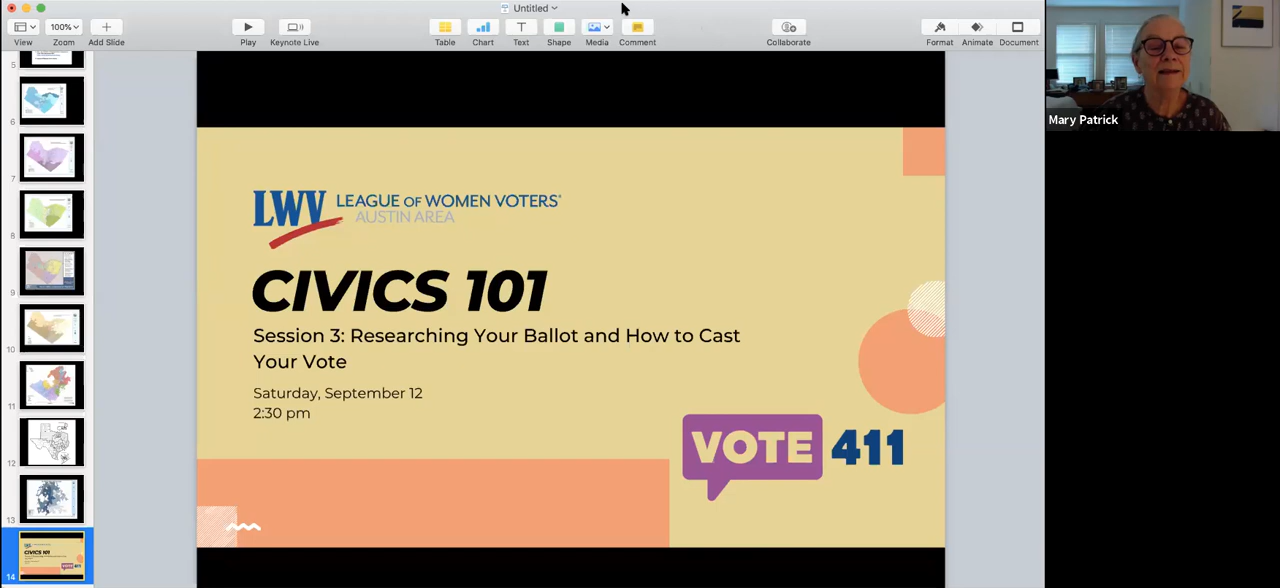 Untitled
100%
View
Zoom
Add Slide
Play
Keynote Live
Table
Chart
Text
Shape
Media
Comment
Collaborate
Format
Animate
Document
Mary Patrick
5
6
7
8
9
10
11
12
13
14
LWV LEAGUE OF WOMEN VOTERS®
AUSTIN AREA
CIVICS 101
Session 3: Researching Your Ballot and How to Cast
Your Vote
Saturday, September 12
2:30 pm
VOTE 411